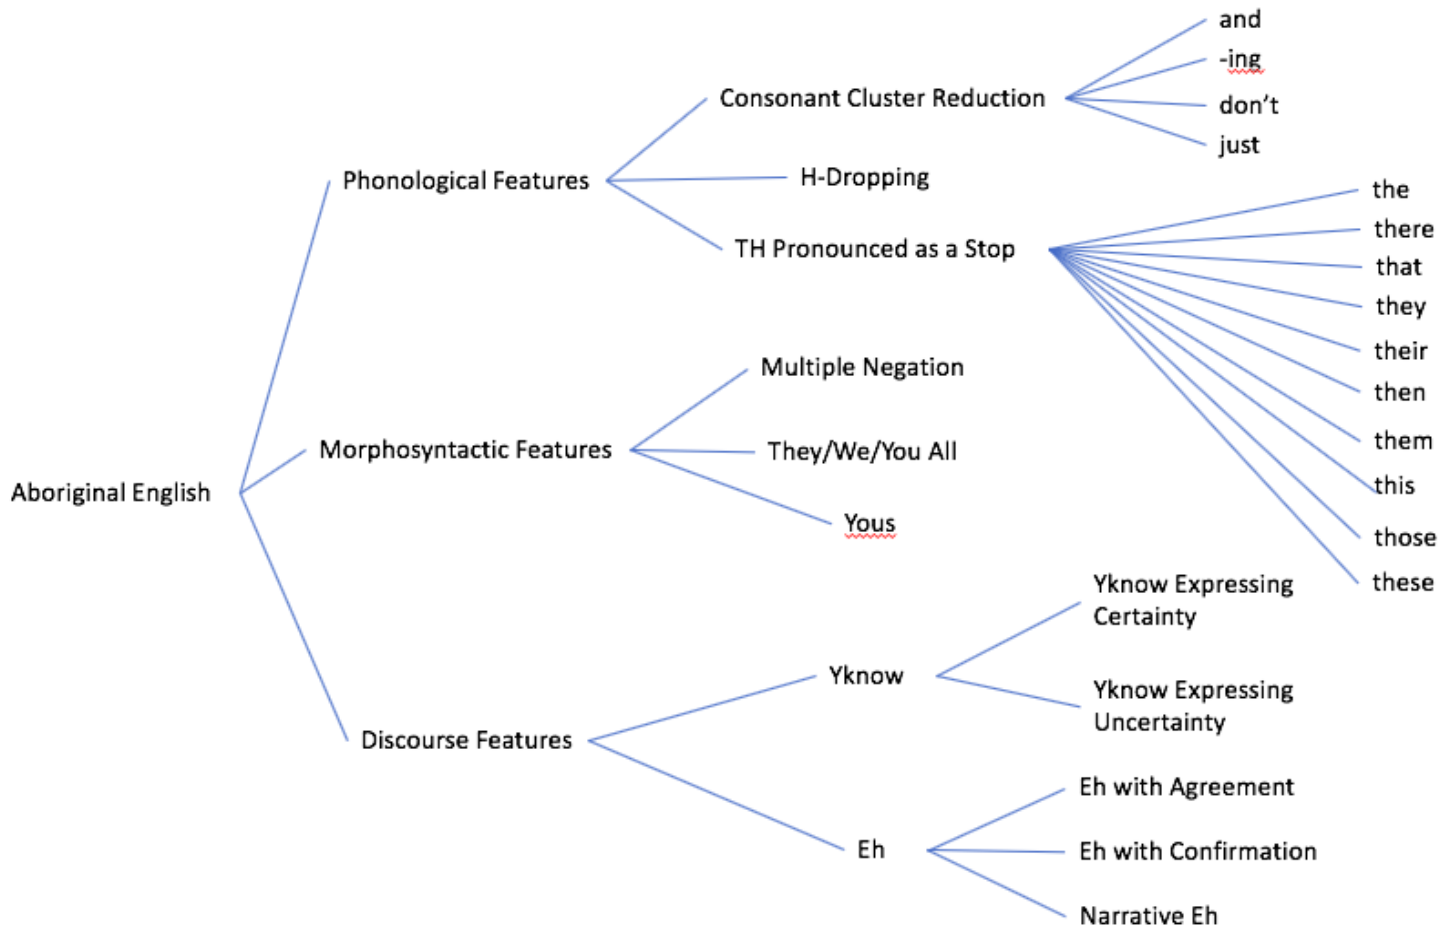 and
-ing
Consonant Cluster Reduction
don't
just
Phonological Features
H-Dropping
the
there
TH Pronounced as a Stop
that
they
their
Multiple Negation
then
them
Morphosyntactic Features
They/We/You All
this
Aboriginal English
Yous
those
these
Yknow Expressing
Certainty
Yknow
Yknow Expressing
Uncertainty
Discourse Features
Eh with Agreement
Eh
Eh with Confirmation
Narrative Eh